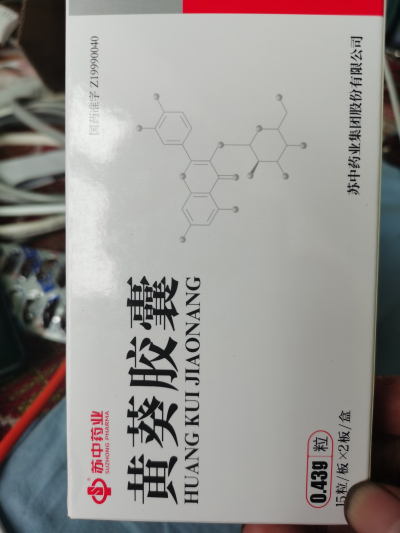 国药准字 Z19990040
苏中药业集团股份有限公司
苏中药业
SUZHONG PHARMA
黄葵胶囊
HUANG KUI JIAONANG
0.43g 粒
15粒/板×2板/盒